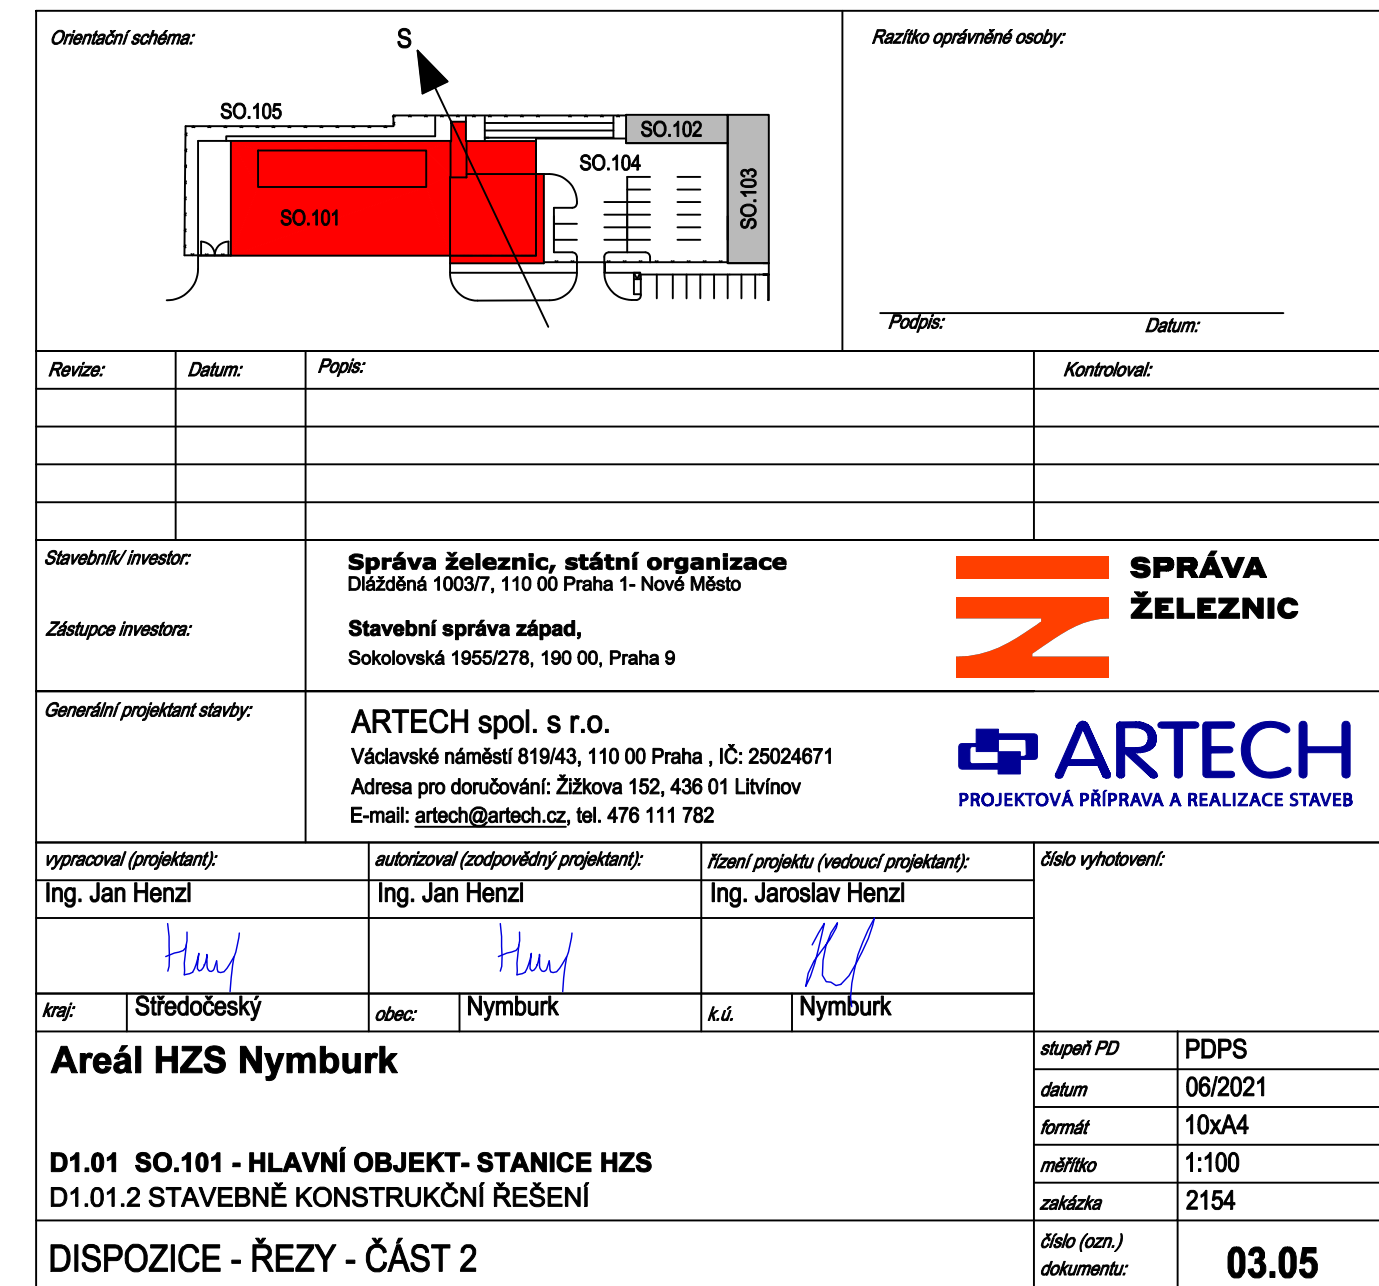 Orientační schéma:
S
Razítko oprávněné osoby:
SO.105
SO.102
SO.104
SO.103
SO.101
Podpis:
Datum:
Revize:
Datum:
Popis:
Kontroloval:
Stavebník/ investor:
Správa železnic, státní organizace
Dlážděná 1003/7, 110 00 Praha 1- Nové Město
SPRÁVA
ŽELEZNIC
Zástupce investora:
Stavební správa západ,
Sokolovská 1955/278, 190 00, Praha 9
Generální projektant stavby:
ARTECH spol. s r.o.
Václavské náměstí 819/43, 110 00 Praha , IČ: 25024671
Adresa pro doručování: Žižkova 152, 436 01 Litvínov
E-mail: artech@artech.cz, tel. 476 111 782
ARTECH
PROJEKTOVÁ PŘÍPRAVA A REALIZACE STAVEB
vypracoval (projektant):
autorizoval (zodpovědný projektant):
řízení projektu (vedoucí projektant):
číslo vyhotovení:
Ing. Jan Henzl
Ing. Jan Henzl
Ing. Jaroslav Henzl
kraj:
Středočeský
obec:
Nymburk
k.ú.
Nymburk
Areál HZS Nymburk
stupeň PD
PDPS
datum
06/2021
formát
10xA4
D1.01 SO.101 - HLAVNÍ OBJEKT- STANICE HZS
měřítko
1:100
D1.01.2 STAVEBNĚ KONSTRUKČNÍ ŘEŠENÍ
zakázka
2154
DISPOZICE - ŘEZY - ČÁST 2
číslo (ozn.)
dokumentu:
03.05